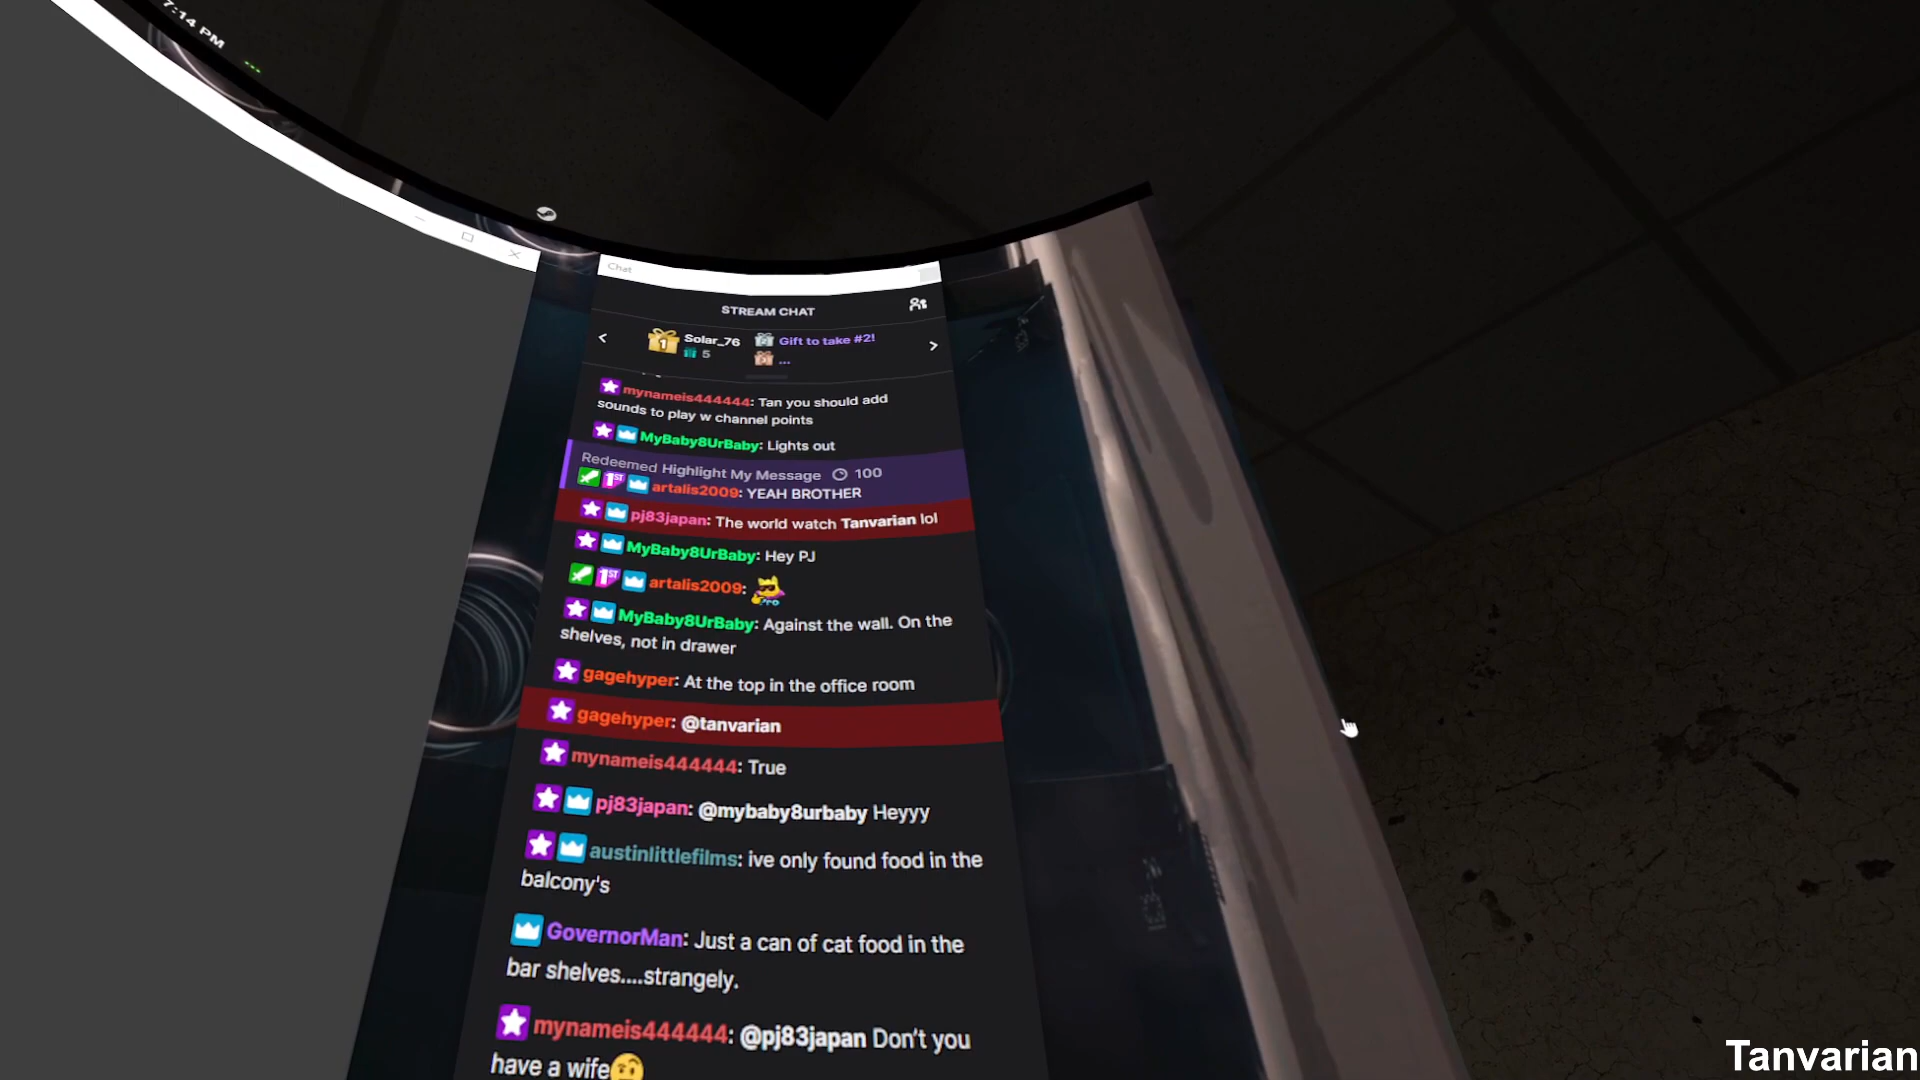 7:14 PM
Chat
STREAM CHAT
1 Solar_76
5
Gift to take #2!
...
mynameis444444: Tan you should add
sounds to play w channel points
MyBaby8UrBaby: Lights out
Redeemed Highlight My Message 100
1ST artalis2009: YEAH BROTHER
pj83japan: The world watch Tanvarian lol
MyBaby8UrBaby: Hey PJ
1ST artalis2009: Pro
MyBaby8UrBaby: Against the wall. On the
shelves, not in drawer
gagehyper: At the top in the office room
gagehyper: @tanvarian
mynameis444444: True
pj83japan: @mybaby8urbaby Heyyy
austinlittlefilms: ive only found food in the
balcony's
GovernorMan: Just a can of cat food in the
bar shelves....strangely.
mynameis444444: @pj83japan Don't you
have a wife🤨
Tanvarian